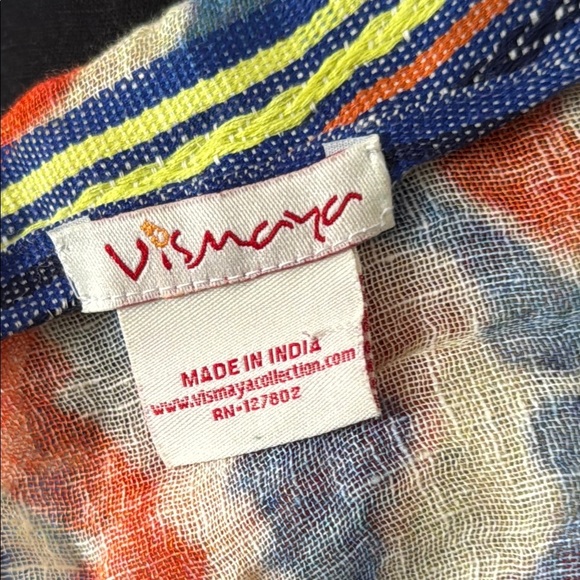 Vismaya
MADE IN INDIA
www.vismayacollection.com
RN-127802